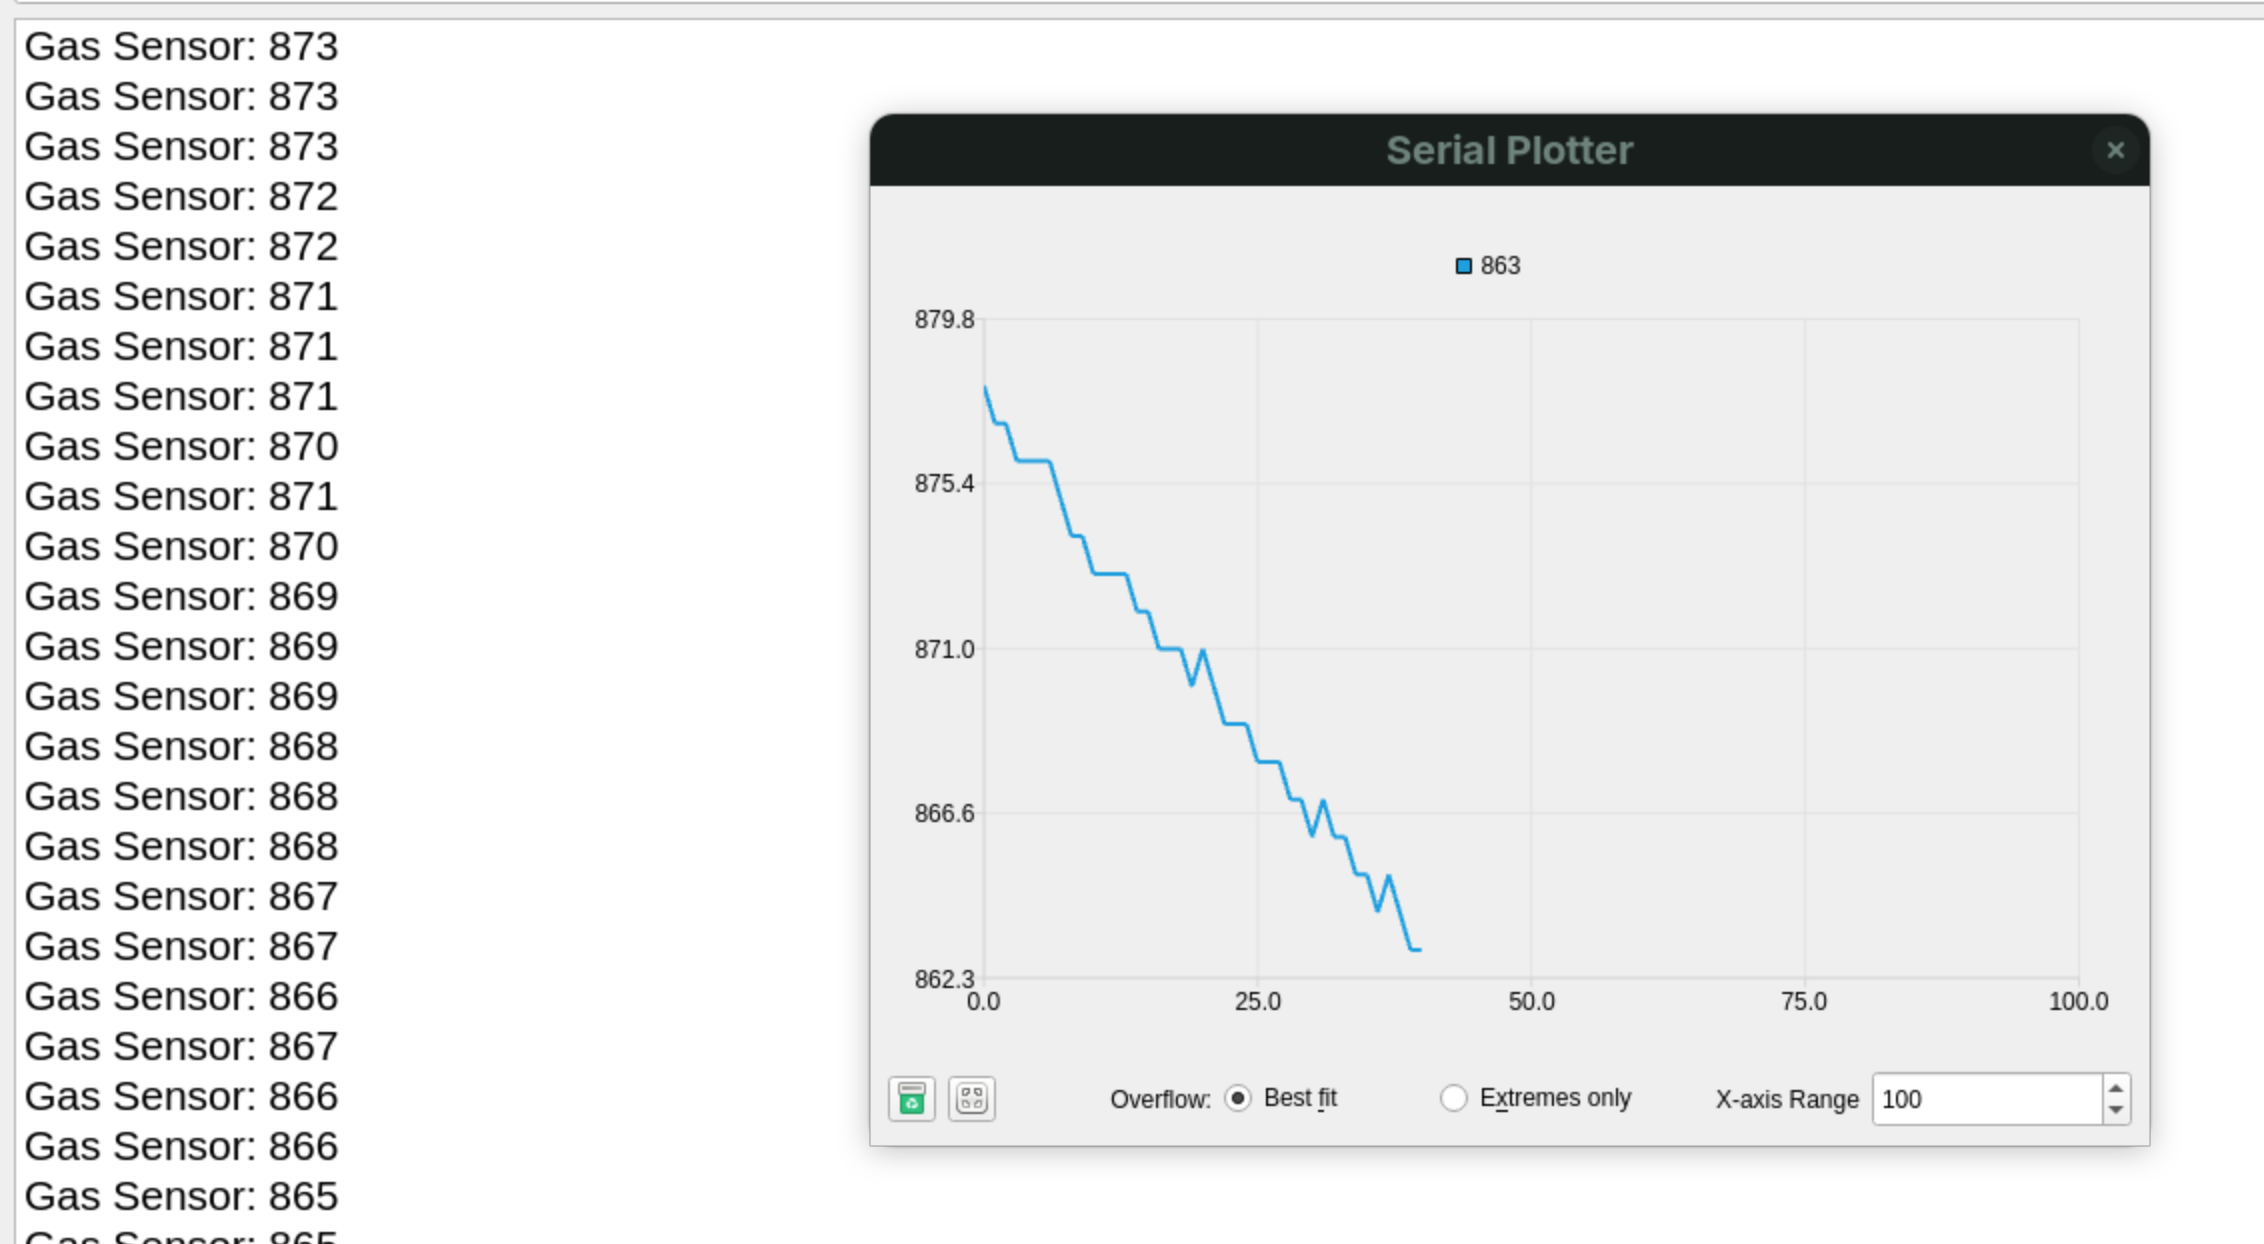 Gas Sensor: 873
Gas Sensor: 873
Gas Sensor: 873
Gas Sensor: 872
Gas Sensor: 872
Gas Sensor: 871
Gas Sensor: 871
Gas Sensor: 871
Gas Sensor: 870
Gas Sensor: 871
Gas Sensor: 870
Gas Sensor: 869
Gas Sensor: 869
Gas Sensor: 869
Gas Sensor: 868
Gas Sensor: 868
Gas Sensor: 868
Gas Sensor: 867
Gas Sensor: 867
Gas Sensor: 866
Gas Sensor: 867
Gas Sensor: 866
Gas Sensor: 866
Gas Sensor: 865
Gas Sensor: 865
Serial Plotter
863
879.8
875.4
871.0
866.6
862.3
0.0 25.0 50.0 75.0 100.0
Overflow: Best fit Extremes only X-axis Range 100